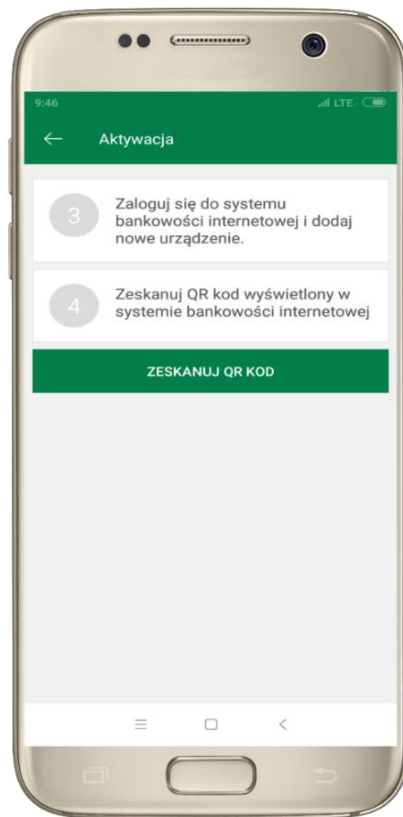 9:46
LTE
Aktywacja
3
Zaloguj się do systemu
bankowości internetowej i dodaj
nowe urządzenie.
4
Zeskanuj QR kod wyświetlony w
systemie bankowości internetowej
ZESKANUJ QR KOD